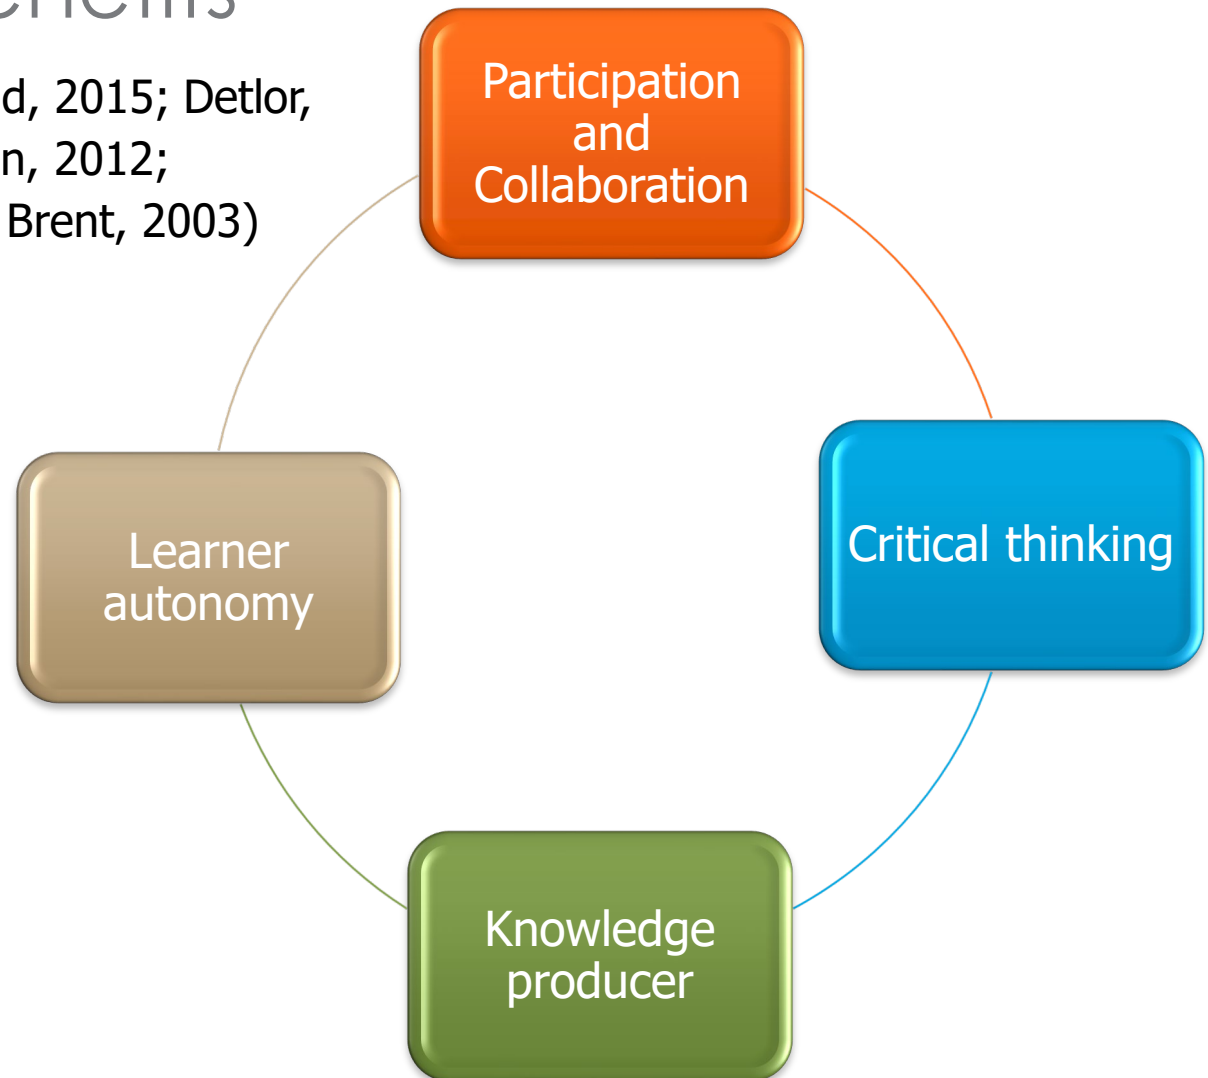 d, 2015; Detlor,
n, 2012;
Brent, 2003)
Participation
and
Collaboration
Critical thinking
Learner
autonomy
Knowledge
producer